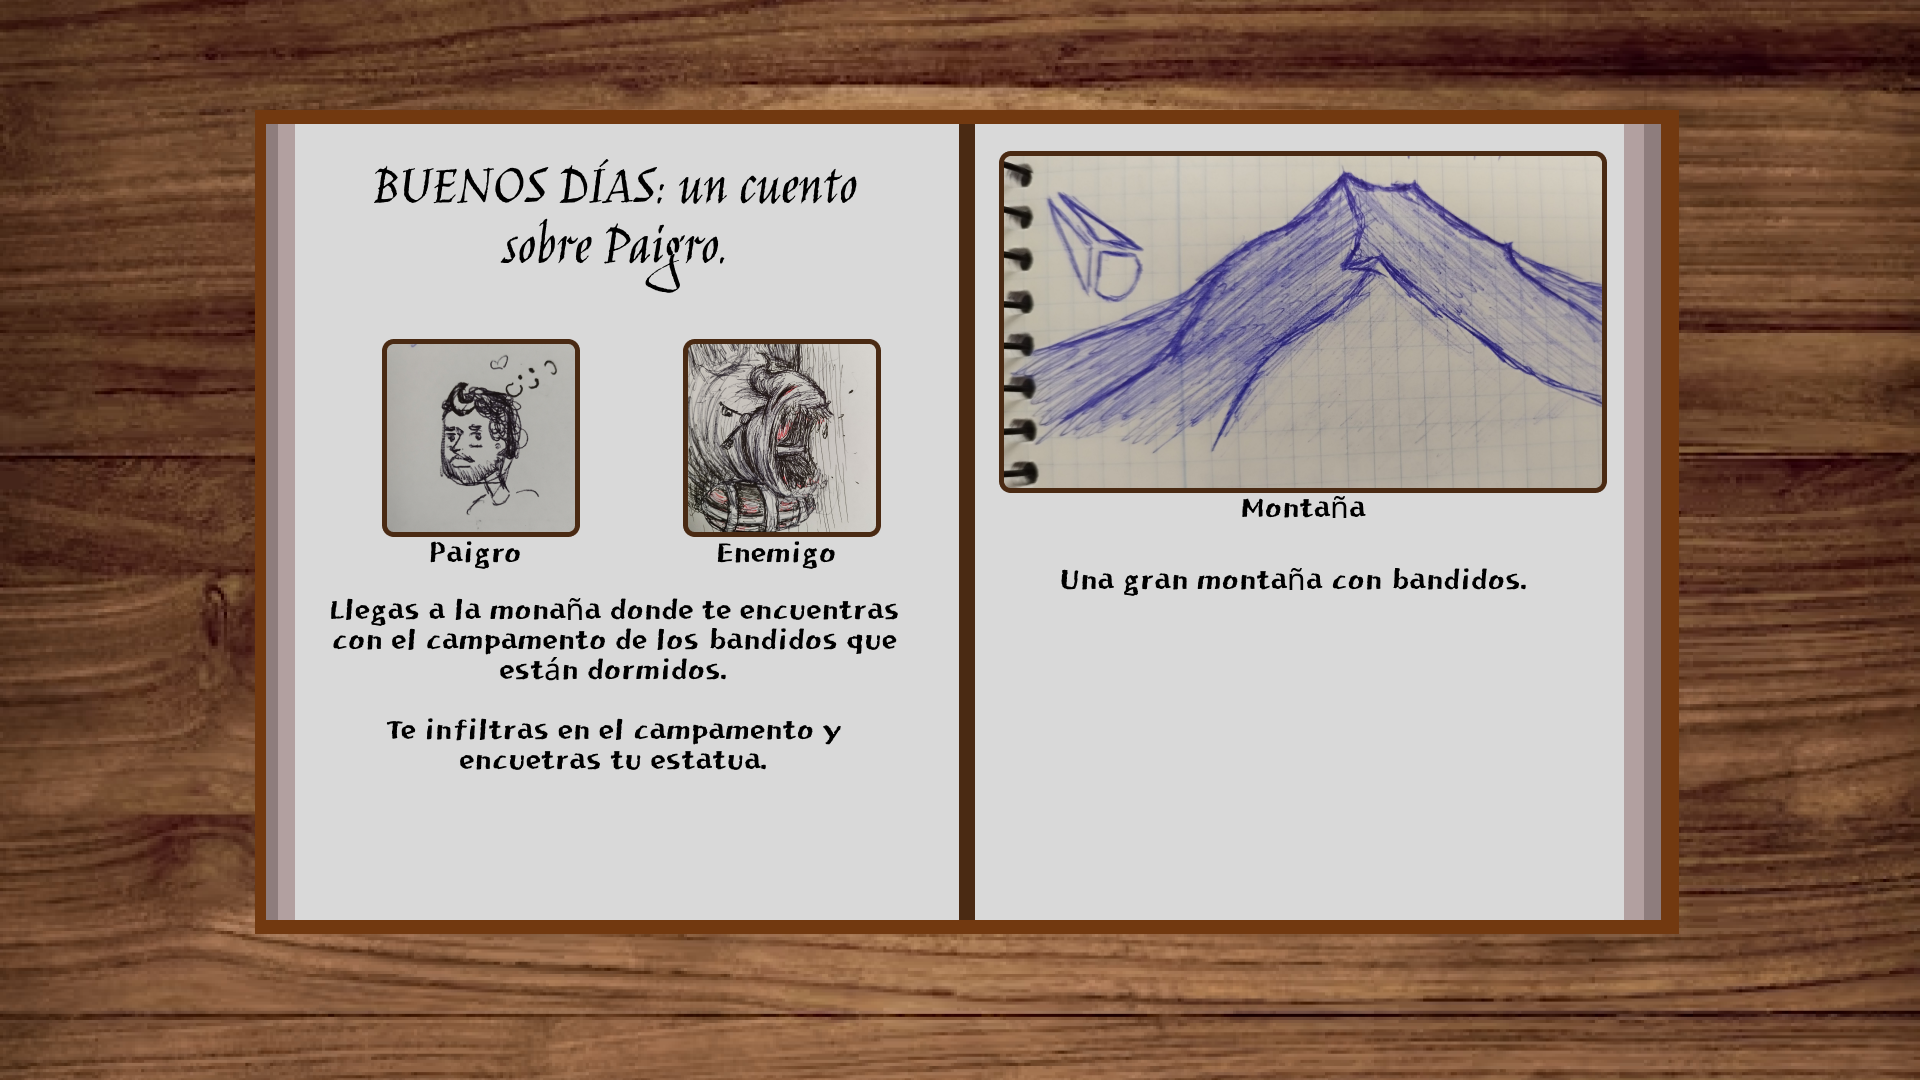 BUENOS DÍAS: un cuento
sobre Paigro.
Paigro
Enemigo
Llegas a la monaña donde te encuentras
con el campamento de los bandidos que
están dormidos.
Te infiltras en el campamento y
encuetras tu estatua.
Montaña
Una gran montaña con bandidos.